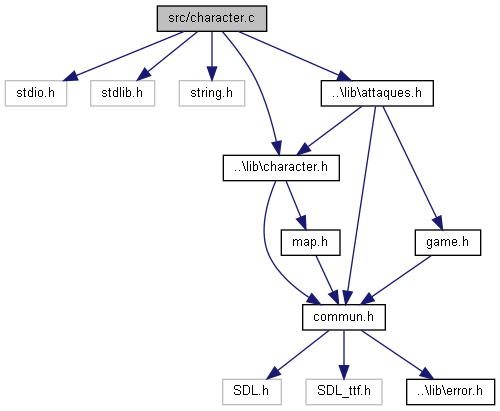 src/character.c
stdio.h
stdlib.h
string.h
..\lib\attaques.h
..\lib\character.h
map.h
game.h
commun.h
SDL.h
SDL_ttf.h
..\lib\error.h